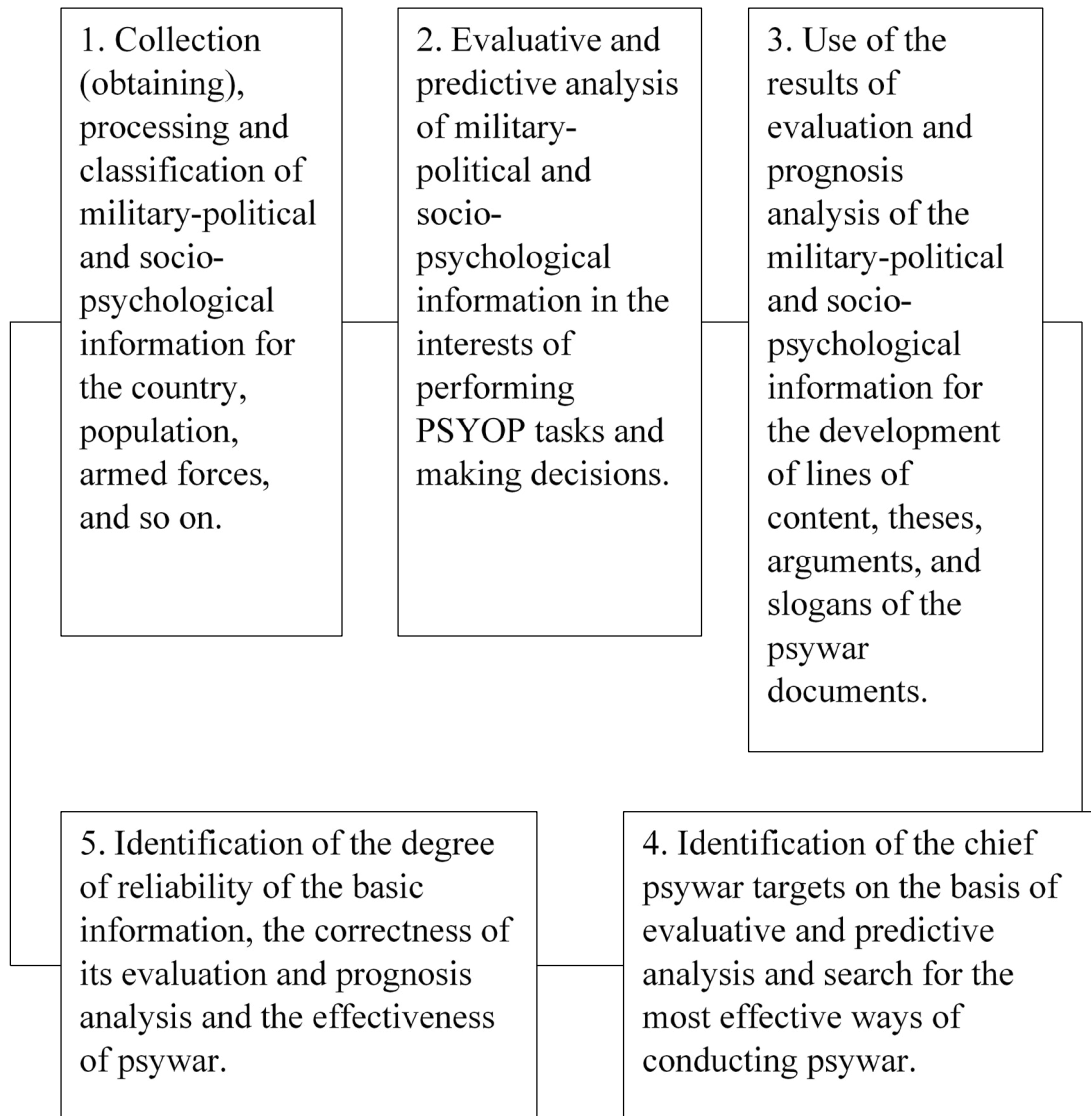 1. Collection
(obtaining),
processing and
classification of
military-political
and socio-
psychological
information for
the country,
population,
armed forces,
and so on.
2. Evaluative and
predictive analysis
of military-
political and
socio-
psychological
information in the
interests of
performing
PSYOP tasks and
making decisions.
3. Use of the
results of
evaluation and
prognosis
analysis of the
military-political
and socio-
psychological
information for
the development
of lines of
content, theses,
arguments, and
slogans of the
psywar
documents.
5. Identification of the degree
of reliability of the basic
information, the correctness of
its evaluation and prognosis
analysis and the effectiveness
of psywar.
4. Identification of the chief
psywar targets on the basis of
evaluative and predictive
analysis and search for the
most effective ways of
conducting psywar.